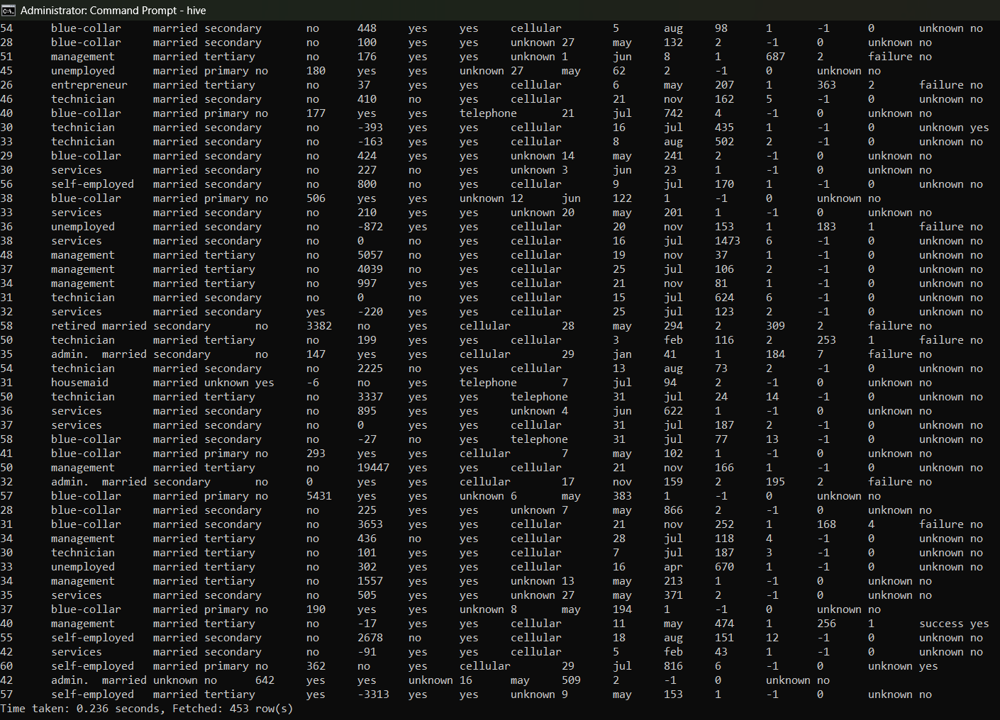 Administrator: Command Prompt - hive
54 blue-collar married secondary no 448 yes yes cellular 5 aug 98 1 -1 0 unknown no
28 blue-collar married secondary no 100 yes yes unknown 27 may 132 2 -1 0 unknown no
51 management married tertiary no 176 yes yes unknown 1 jun 8 1 687 2 failure no
45 unemployed married primary no 180 yes yes unknown 27 may 62 2 -1 0 unknown no
26 entrepreneur married tertiary no 37 yes yes cellular 6 may 207 1 363 2 failure no
46 technician married secondary no 410 no yes cellular 21 nov 162 5 -1 0 unknown no
40 blue-collar married primary no 177 yes yes telephone 21 jul 742 4 -1 0 unknown no
30 technician married secondary no -393 yes yes cellular 16 jul 435 1 -1 0 unknown yes
33 technician married secondary no -163 yes yes cellular 8 aug 502 2 -1 0 unknown no
29 blue-collar married secondary no 424 yes yes unknown 14 may 241 2 -1 0 unknown no
30 services married secondary no 227 no yes unknown 3 jun 23 1 -1 0 unknown no
56 self-employed married secondary no 800 no yes cellular 9 jul 170 1 -1 0 unknown no
38 blue-collar married primary no 506 yes yes unknown 12 jun 122 1 -1 0 unknown no
33 services married secondary no 210 yes yes unknown 20 may 201 1 -1 0 unknown no
36 unemployed married secondary no -872 yes yes cellular 20 nov 153 1 183 1 failure no
38 services married secondary no 0 no yes cellular 16 jul 1473 6 -1 0 unknown no
48 management married tertiary no 5057 no yes cellular 19 nov 37 1 -1 0 unknown no
37 management married tertiary no 4039 no yes cellular 25 jul 106 2 -1 0 unknown no
34 management married tertiary no 997 yes yes cellular 21 nov 81 1 -1 0 unknown no
31 technician married secondary no 0 no yes cellular 15 jul 624 6 -1 0 unknown no
32 services married secondary yes -220 yes yes cellular 25 jul 123 2 -1 0 unknown no
58 retired married secondary no 3382 no yes cellular 28 may 294 2 309 2 failure no
50 technician married tertiary no 199 yes yes cellular 3 feb 116 2 253 1 failure no
35 admin. married secondary no 147 yes yes cellular 29 jan 41 1 184 7 failure no
54 technician married secondary no 2225 no yes cellular 13 aug 73 2 -1 0 unknown no
31 housemaid married unknown yes -6 no yes telephone 7 jul 94 2 -1 0 unknown no
50 technician married tertiary no 3337 yes yes telephone 31 jul 24 14 -1 0 unknown no
36 services married secondary no 895 yes yes unknown 4 jun 622 1 -1 0 unknown no
37 services married secondary no 0 yes yes cellular 31 jul 187 2 -1 0 unknown no
58 blue-collar married secondary no -27 no yes telephone 31 jul 77 13 -1 0 unknown no
41 blue-collar married primary no 293 yes yes cellular 7 may 102 1 -1 0 unknown no
50 management married tertiary no 19447 yes yes cellular 21 nov 166 1 -1 0 unknown no
32 admin. married secondary no 0 yes yes cellular 17 nov 159 2 195 2 failure no
57 blue-collar married primary no 5431 yes yes unknown 6 may 383 1 -1 0 unknown no
28 blue-collar married secondary no 225 yes yes unknown 7 may 866 2 -1 0 unknown no
31 blue-collar married secondary no 3653 yes yes cellular 21 nov 252 1 168 4 failure no
34 management married tertiary no 436 no yes cellular 28 jul 118 4 -1 0 unknown no
30 technician married tertiary no 101 yes yes cellular 7 jul 187 3 -1 0 unknown no
33 unemployed married tertiary no 302 yes yes cellular 16 apr 670 1 -1 0 unknown no
34 management married tertiary no 1557 yes yes unknown 13 may 213 1 -1 0 unknown no
35 services married secondary no 505 yes yes unknown 27 may 371 2 -1 0 unknown no
37 blue-collar married primary no 190 yes yes unknown 8 may 194 1 -1 0 unknown no
40 management married tertiary no -17 yes yes cellular 11 may 474 1 256 1 success yes
55 self-employed married secondary no 2678 no yes cellular 18 aug 151 12 -1 0 unknown no
42 services married secondary no -91 yes yes cellular 5 feb 43 1 -1 0 unknown no
60 self-employed married primary no 362 no yes cellular 29 jul 816 6 -1 0 unknown yes
42 admin. married unknown no 642 yes yes unknown 16 may 509 2 -1 0 unknown no
57 self-employed married tertiary yes -3313 yes yes unknown 9 may 153 1 -1 0 unknown no
Time taken: 0.236 seconds, Fetched: 453 row(s)